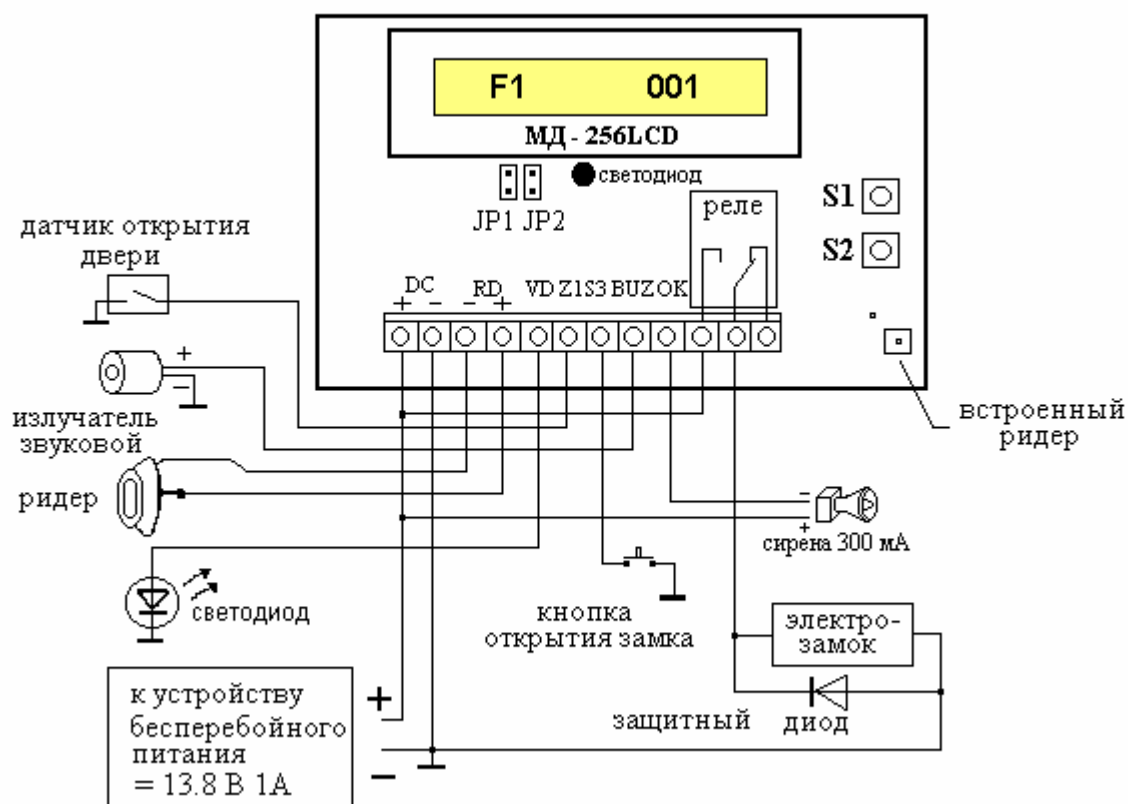 F1 001
МД - 256LCD
светодиод
JP1 JP2
реле
S1
S2
датчик открытия
двери
DC RD VD Z1 S3 BUZ OK
+ - - +
+
-
излучатель
звуковой
встроенный
ридер
ридер
-
+
сирена 300 мА
светодиод
кнопка
открытия замка
электро-
замок
защитный диод
к устройству
бесперебойного
питания
= 13.8 В 1А
+
-